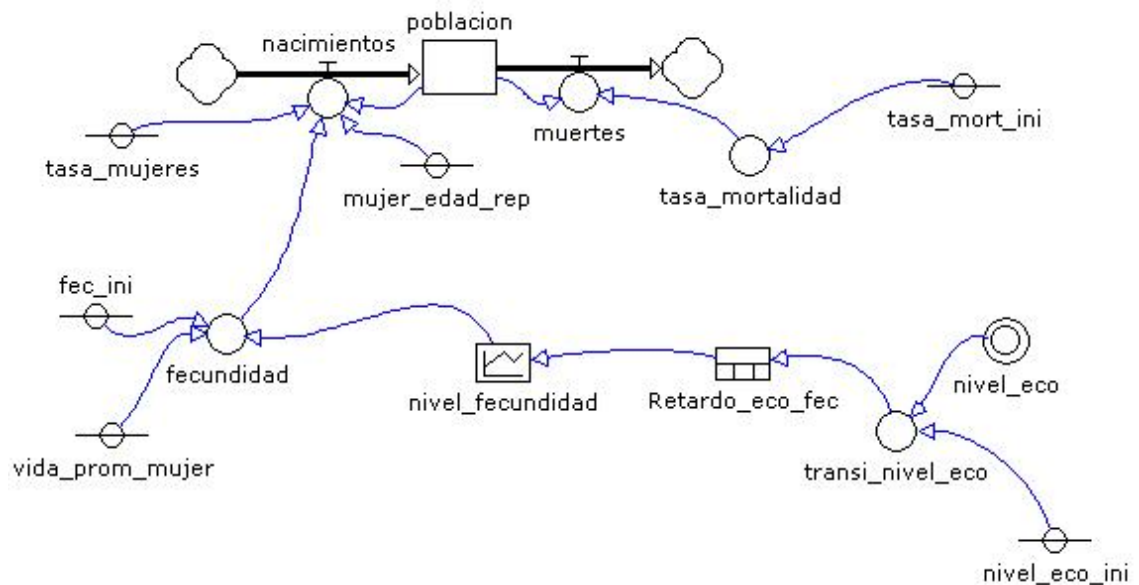 poblacion
nacimientos
muertes
tasa_mort_ini
tasa_mujeres
mujer_edad_rep
tasa_mortalidad
fec_ini
fecundidad
nivel_fecundidad
Retardo_eco_fec
nivel_eco
vida_prom_mujer
transi_nivel_eco
nivel_eco_ini